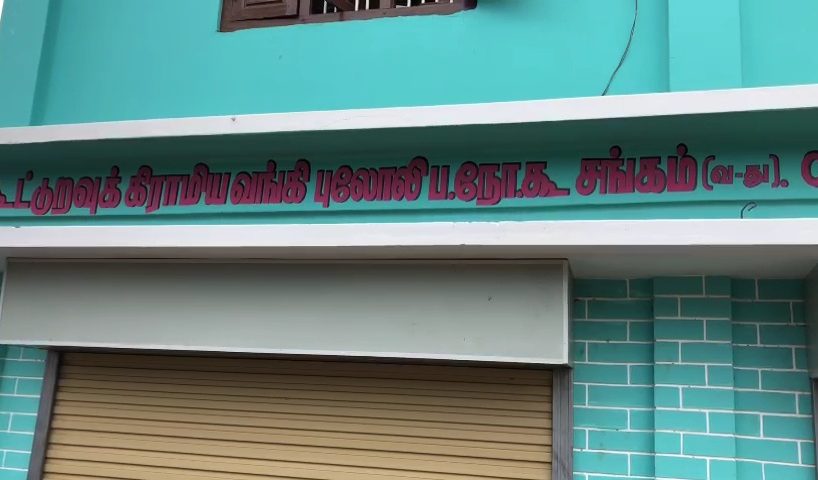 கூட்டுறவுக் கிராமிய வங்கி புலோலி ப.நோ.கூ சங்கம் (வ-து).